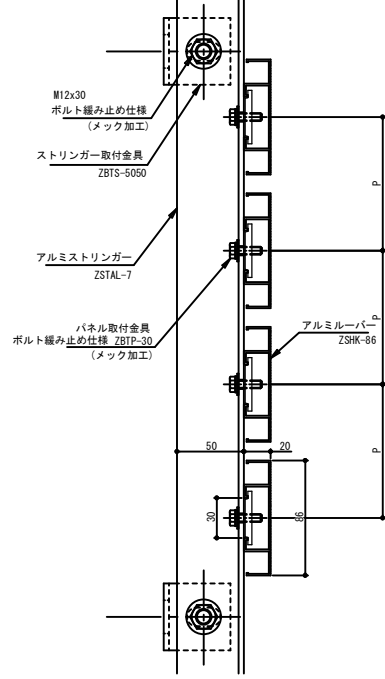 M12x30
ボルト緩み止め仕様
(メック加工)
ストリンガー取付金具
ZBTS-5050
P
アルミストリンガー
ZSTAL-7
パネル取付金具
ボルト緩み止め仕様 ZBTP-30
(メック加工)
P
アルミルーバー
ZSHK-86
50
20
P
30
86